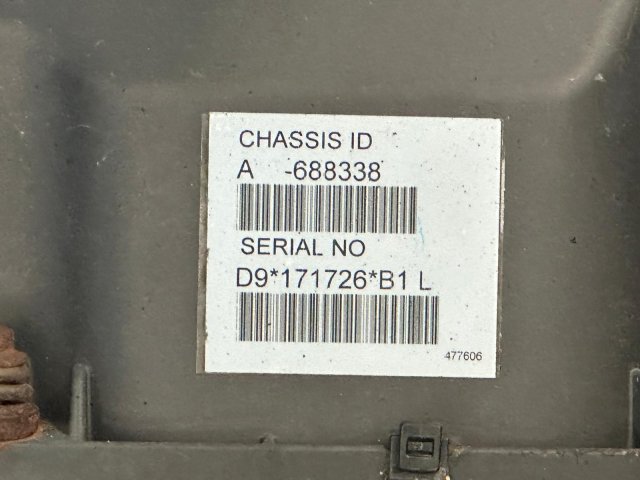 CHASSIS ID
A -688338
SERIAL NO
D9*171726*B1 L
477606